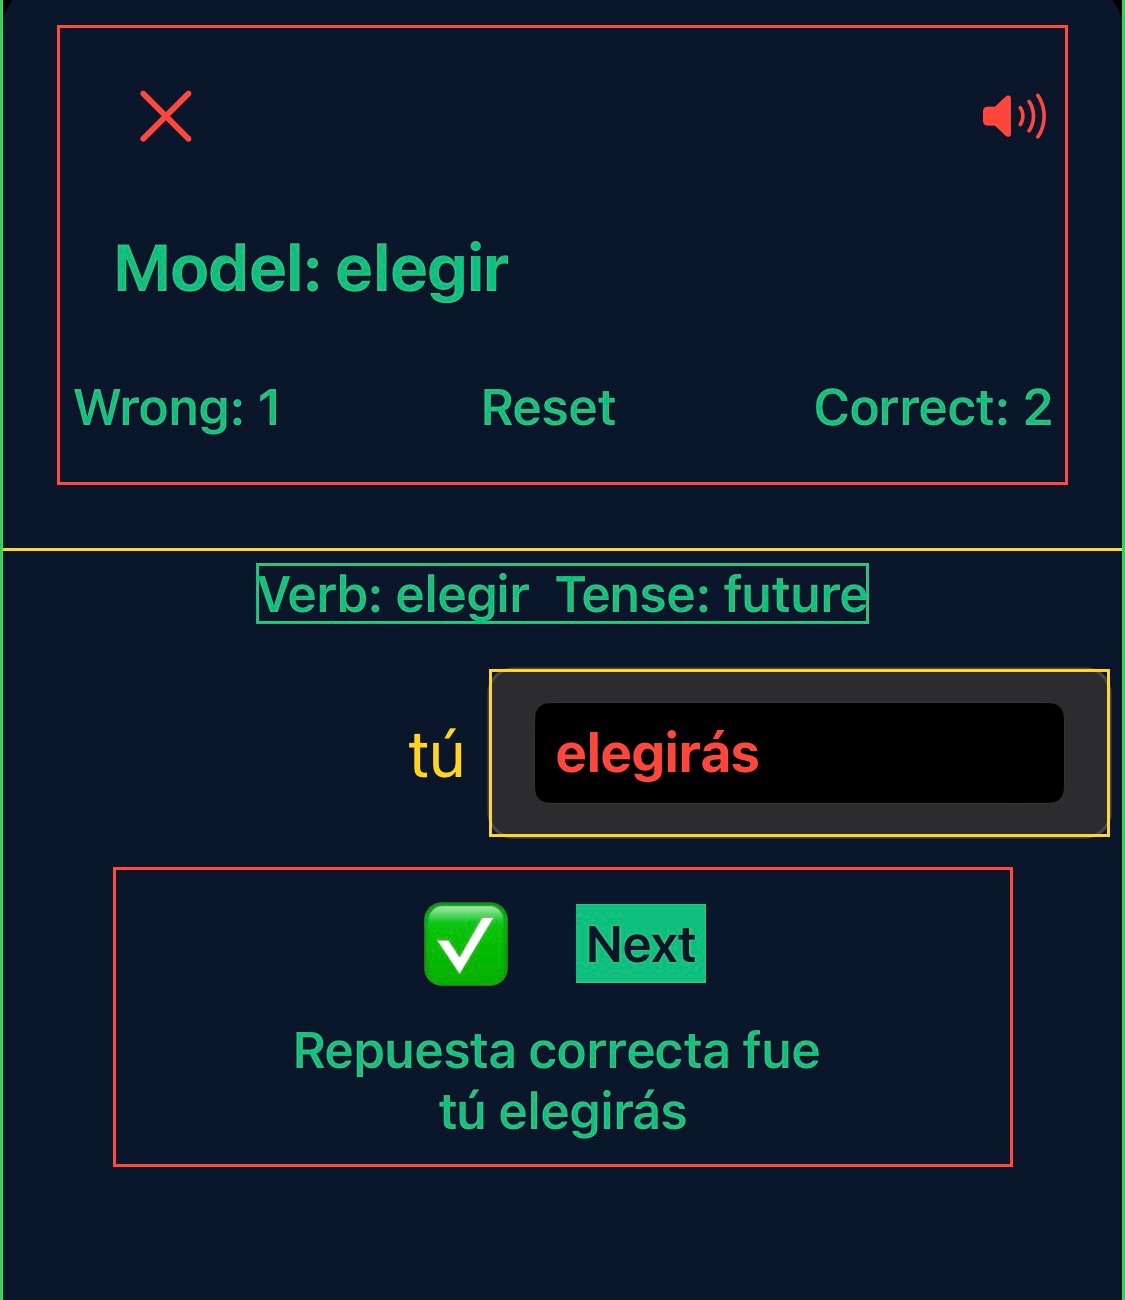 Model: elegir
Wrong: 1 Reset Correct: 2
Verb: elegir Tense: future
tú elegirás
Next
Repuesta correcta fue
tú elegirás